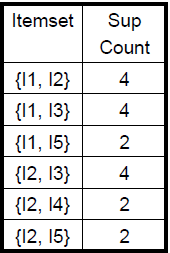 Itemset Sup
Count
{I1, I2} 4
{I1, I3} 4
{I1, I5} 2
{I2, I3} 4
{I2, I4} 2
{I2, I5} 2